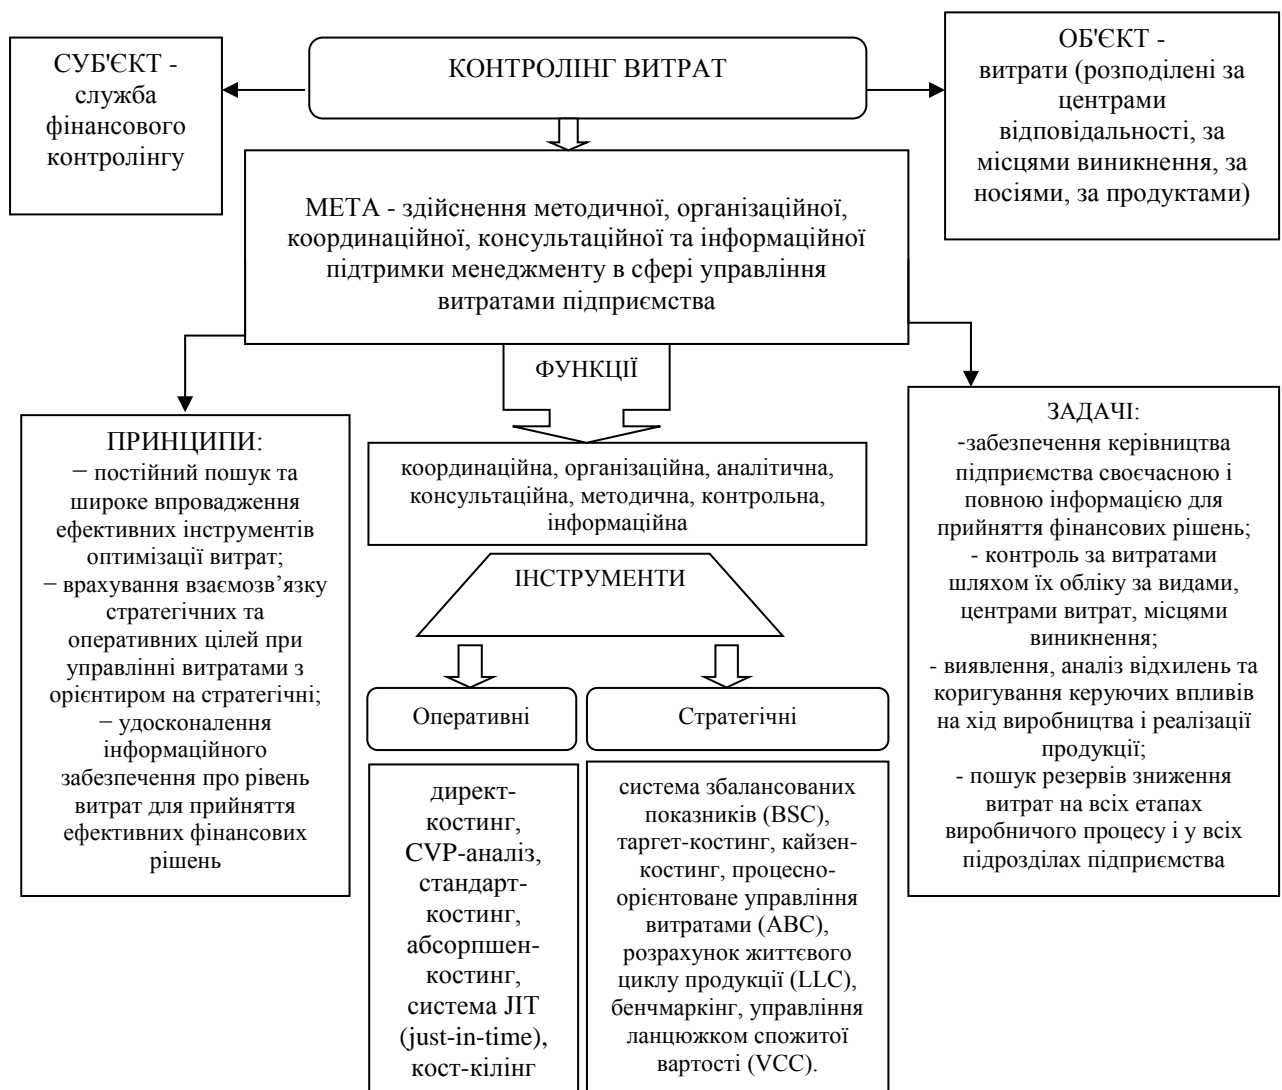 СУБ'ЄКТ -
служба
фінансового
контролінгу
КОНТРОЛІНГ ВИТРАТ
ОБ'ЄКТ -
витрати (розподілені за
центрами
відповідальності, за
місцями виникнення, за
носіями, за продуктами)
МЕТА - здійснення методичної, організаційної,
координаційної, консультаційної та інформаційної
підтримки менеджменту в сфері управління
витратами підприємства
ФУНКЦІЇ
ПРИНЦИПИ:
– постійний пошук та
широке впровадження
ефективних інструментів
оптимізації витрат;
– врахування взаємозв’язку
стратегічних та
оперативних цілей при
управлінні витратами з
орієнтиром на стратегічні;
– удосконалення
інформаційного
забезпечення про рівень
витрат для прийняття
ефективних фінансових
рішень
координаційна, організаційна, аналітична,
консультаційна, методична, контрольна,
інформаційна
ІНСТРУМЕНТИ
Оперативні
Стратегічні
директ-
костинг,
CVP-аналіз,
стандарт-
костинг,
абсорпшен-
костинг,
система JIT
(just-in-time),
кост-кілінг
система збалансованих
показників (BSC),
таргет-костинг, кайзен-
костинг, процесно-
орієнтоване управління
витратами (ABC),
розрахунок життєвого
циклу продукції (LLC),
бенчмаркінг, управління
ланцюжком спожитої
вартості (VCC).
ЗАДАЧІ:
-забезпечення керівництва
підприємства своєчасною і
повною інформацією для
прийняття фінансових рішень;
- контроль за витратами
шляхом їх обліку за видами,
центрами витрат, місцями
виникнення;
- виявлення, аналіз відхилень та
коригування керуючих впливів
на хід виробництва і реалізації
продукції;
- пошук резервів зниження
витрат на всіх етапах
виробничого процесу і у всіх
підрозділах підприємства